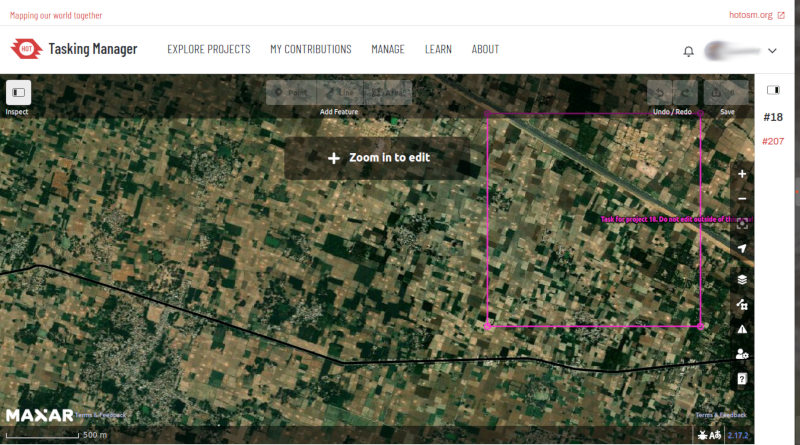 Mapping our world together
hotosm.org
HOT
Tasking Manager
EXPLORE PROJECTS
MY CONTRIBUTIONS
MANAGE
LEARN
ABOUT
Point
Line
Area
6
Inspect
Add Feature
Undo / Redo
Save
#18
#207
Zoom in to edit
Task for project 18. Do not edit outside of th
MAXAR
Terms & Feedback
Terms & Feedback
500 m
2.17.2